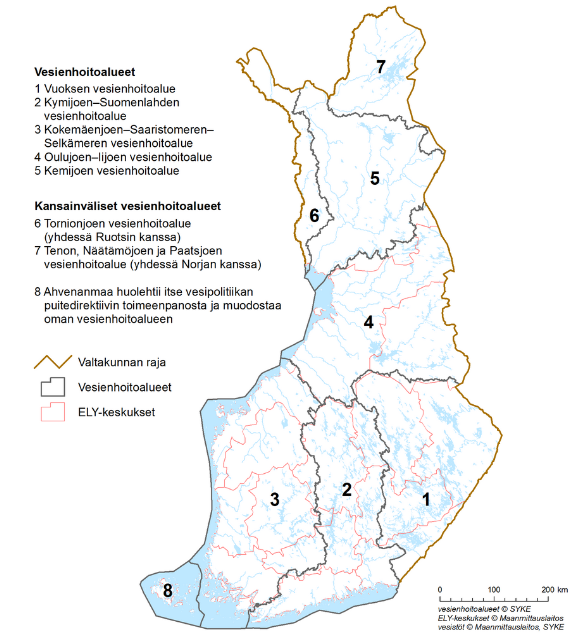 Vesienhoitoalueet
1 Vuoksen vesienhoitoalue
2 Kymijoen–Suomenlahden
vesienhoitoalue
3 Kokemäenjoen–Saaristomeren–
Selkämeren vesienhoitoalue
4 Oulujoen–Iijoen vesienhoitoalue
5 Kemijoen vesienhoitoalue
Kansainväliset vesienhoitoalueet
6 Tornionjoen vesienhoitoalue
(yhdessä Ruotsin kanssa)
7 Tenon, Näätämöjoen ja Paatsjoen
vesienhoitoalue (yhdessä Norjan kanssa)
8 Ahvenanmaa huolehtii itse vesipolitiikan
puitedirektiivin toimeenpanosta ja muodostaa
oman vesienhoitoalueen
Valtakunnan raja
Vesienhoitoalueet
ELY-keskukset
7
5
6
4
3
2
1
8
0 100 200 km
vesienhoitoalueet © SYKE
ELY-keskukset © Maanmittauslaitos
vesistöt © Maanmittauslaitos, SYKE